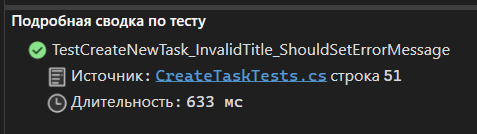 Подробная сводка по тесту
TestCreateNewTask_InvalidTitle_ShouldSetErrorMessage
Источник: CreateTaskTests.cs строка 51
Длительность: 633 мс